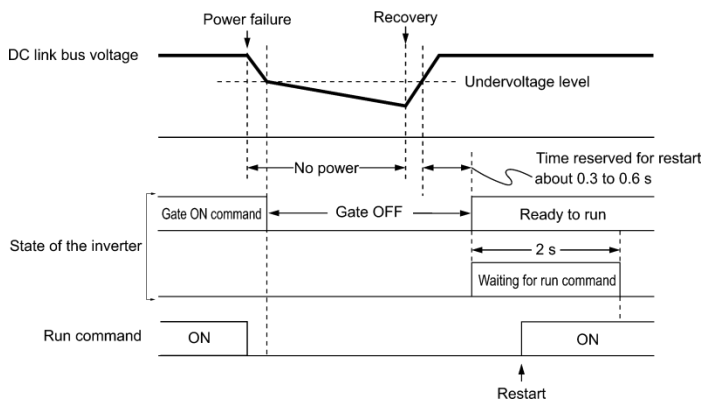 Power failure
Recovery
DC link bus voltage
Undervoltage level
No power
Time reserved for restart
about 0.3 to 0.6 s
Gate ON command
Gate OFF
Ready to run
State of the inverter
2 s
Waiting for run command
Run command
ON
ON
Restart